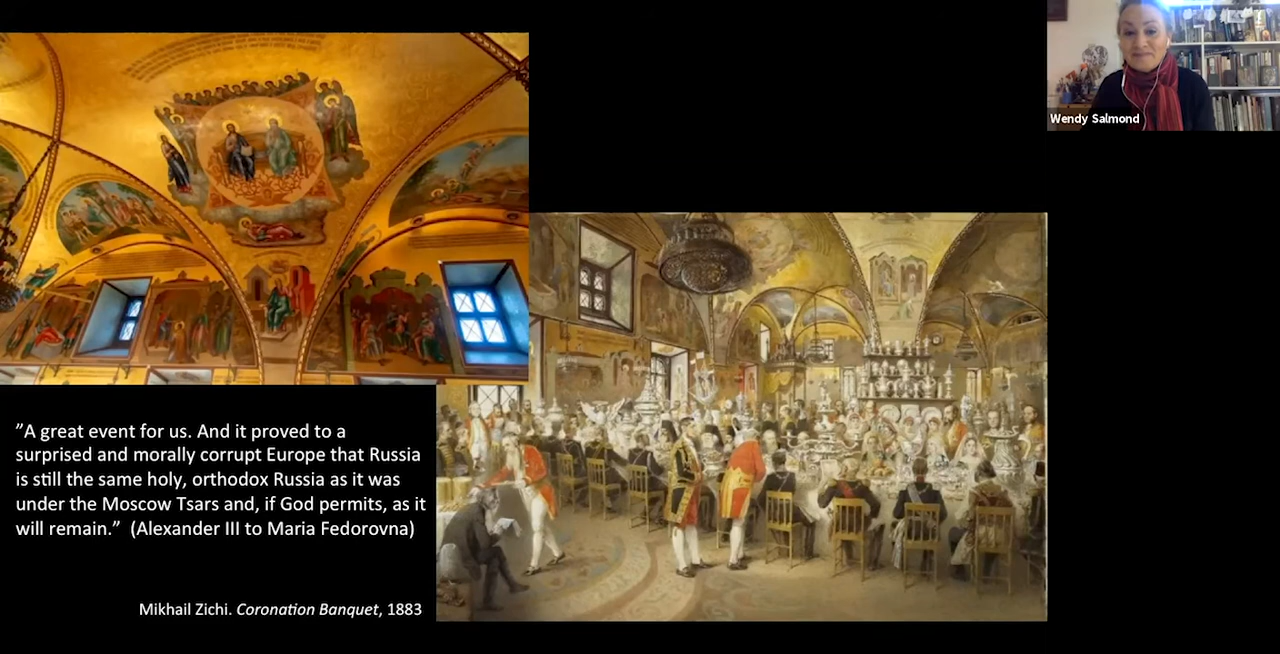 Wendy Salmond
”A great event for us. And it proved to a
surprised and morally corrupt Europe that Russia
is still the same holy, orthodox Russia as it was
under the Moscow Tsars and, if God permits, as it
will remain.”  (Alexander III to Maria Fedorovna)
Mikhail Zichi. Coronation Banquet, 1883